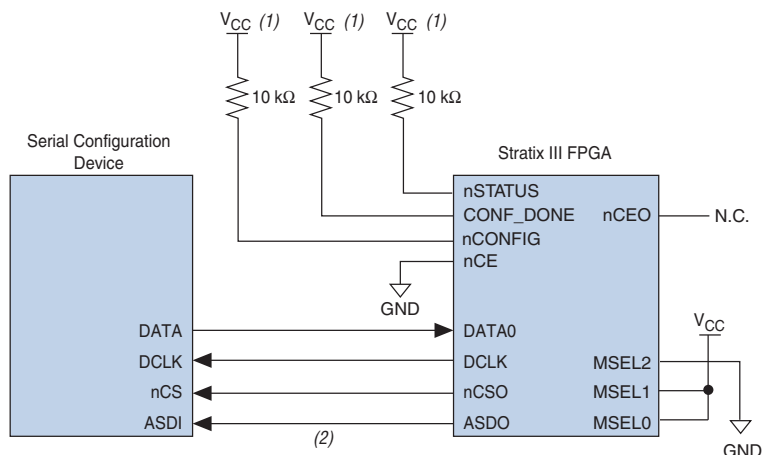 VCC (1) VCC (1) VCC (1)
10 kΩ 10 kΩ 10 kΩ
Serial Configuration
Device
Stratix III FPGA
nSTATUS
CONF_DONE nCEO N.C.
nCONFIG
nCE
GND
VCC
DATA DATA0
DCLK DCLK MSEL2
nCS nCSO MSEL1
ASDI ASDO MSEL0
(2)
GND